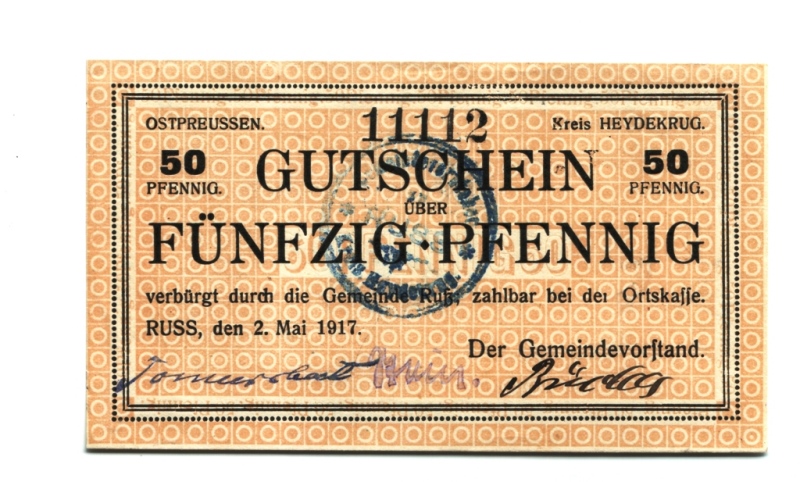 11112
OSTPREUSSEN. Kreis HEYDEKRUG.
50 PFENNIG.
GUTSCHEIN
50 PFENNIG.
ÜBER
FÜNFZIG·PFENNIG
verbürgt durch die Gemeinde Ruß, zahlbar bei der Ortskaſſe.
RUSS, den 2. Mai 1917.
Der Gemeindevorſtand.